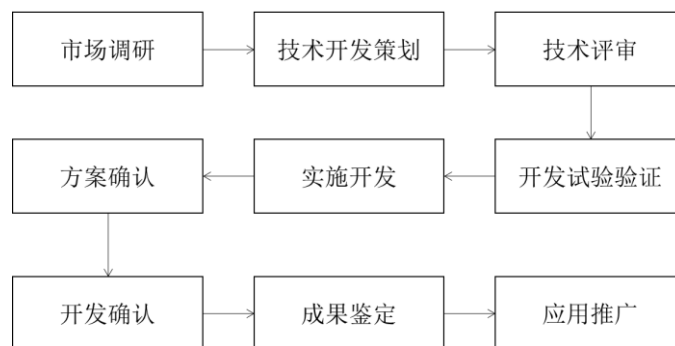 市场调研
技术开发策划
技术评审
方案确认
实施开发
开发试验验证
开发确认
成果鉴定
应用推广